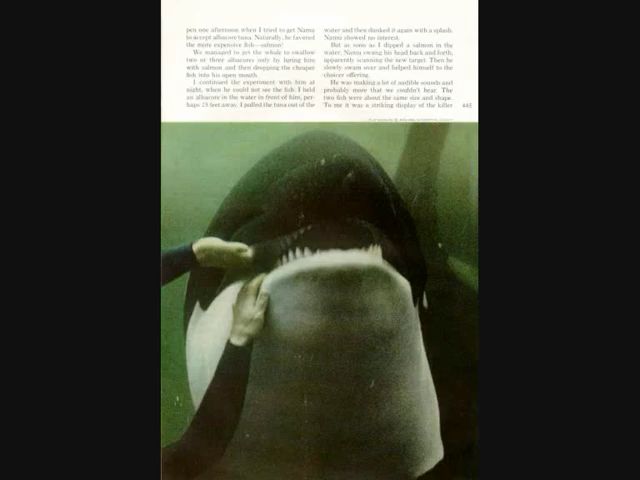 pen one afternoon when I tried to get Namu
to accept albacore tuna. Naturally, he favored
the more expensive fish—salmon!
We managed to get the whale to swallow
two or three albacores only by luring him
with salmon and then dropping the cheaper
fish into his open mouth.
I continued the experiment with him at
night, when he could not see the fish. I held
an albacore in the water in front of him, per-
haps 25 feet away. I pulled the tuna out of the
water and then dunked it again with a splash.
Namu showed no interest.
But as soon as I dipped a salmon in the
water, Namu swung his head back and forth,
apparently scanning the new target. Then he
slowly swam over and helped himself to the
choicer offering.
He was making a lot of audible sounds and
probably more that we couldn't hear. The
two fish were about the same size and shape.
To me it was a striking display of the killer
445